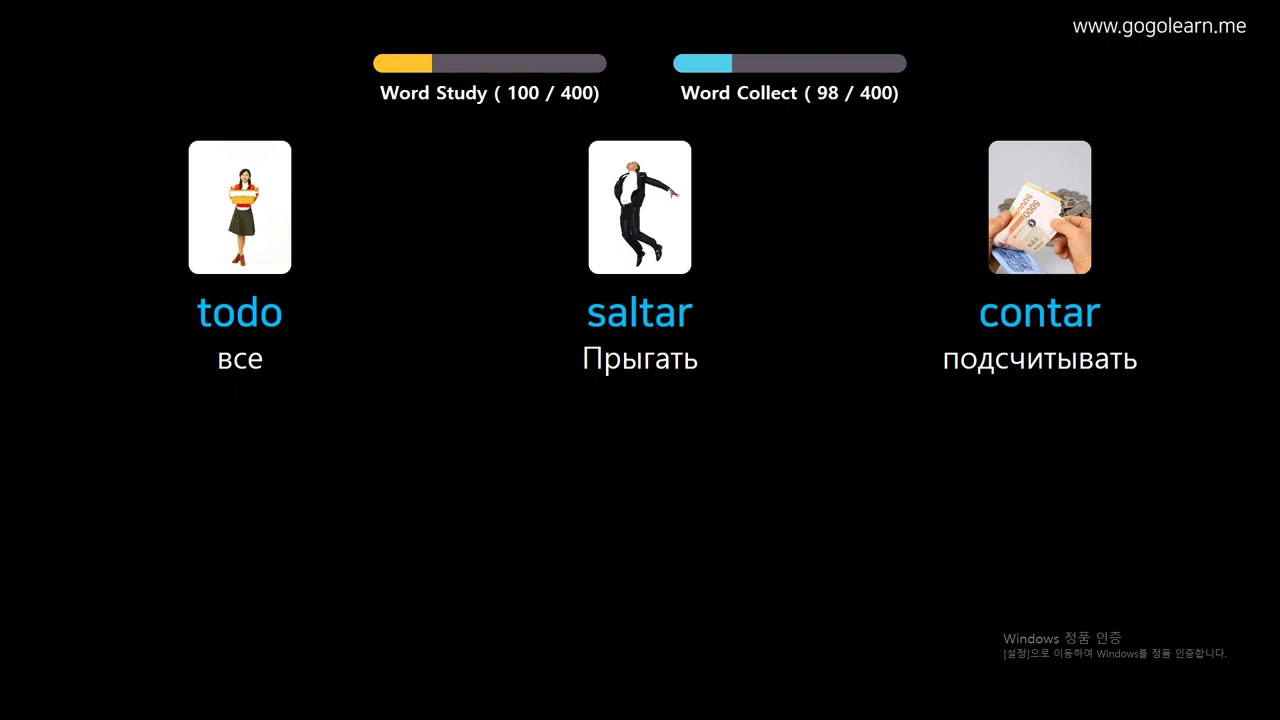 www.gogolearn.me
Word Study ( 100 / 400)
Word Collect ( 98 / 400)
5000
5000
todo
saltar
contar
все
Прыгать
подсчитывать
Windows 정품 인증
[설정]으로 이동하여 Windows를 정품 인증합니다.